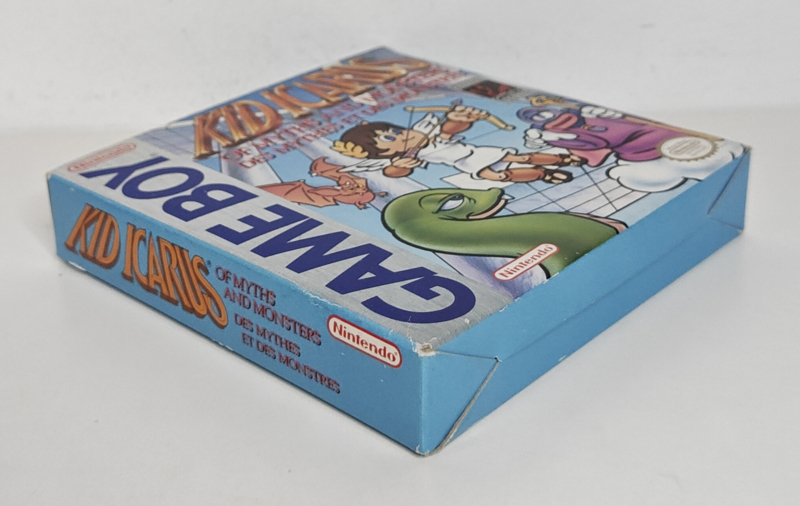 KID ICARUS
OF MYTHS AND MONSTERS
DES MYTHES ET DES MONSTRES
Nintendo
GAME BOY
Nintendo
KID ICARUS
OF MYTHS
AND MONSTERS
DES MYTHES
ET DES MONSTRES
Nintendo